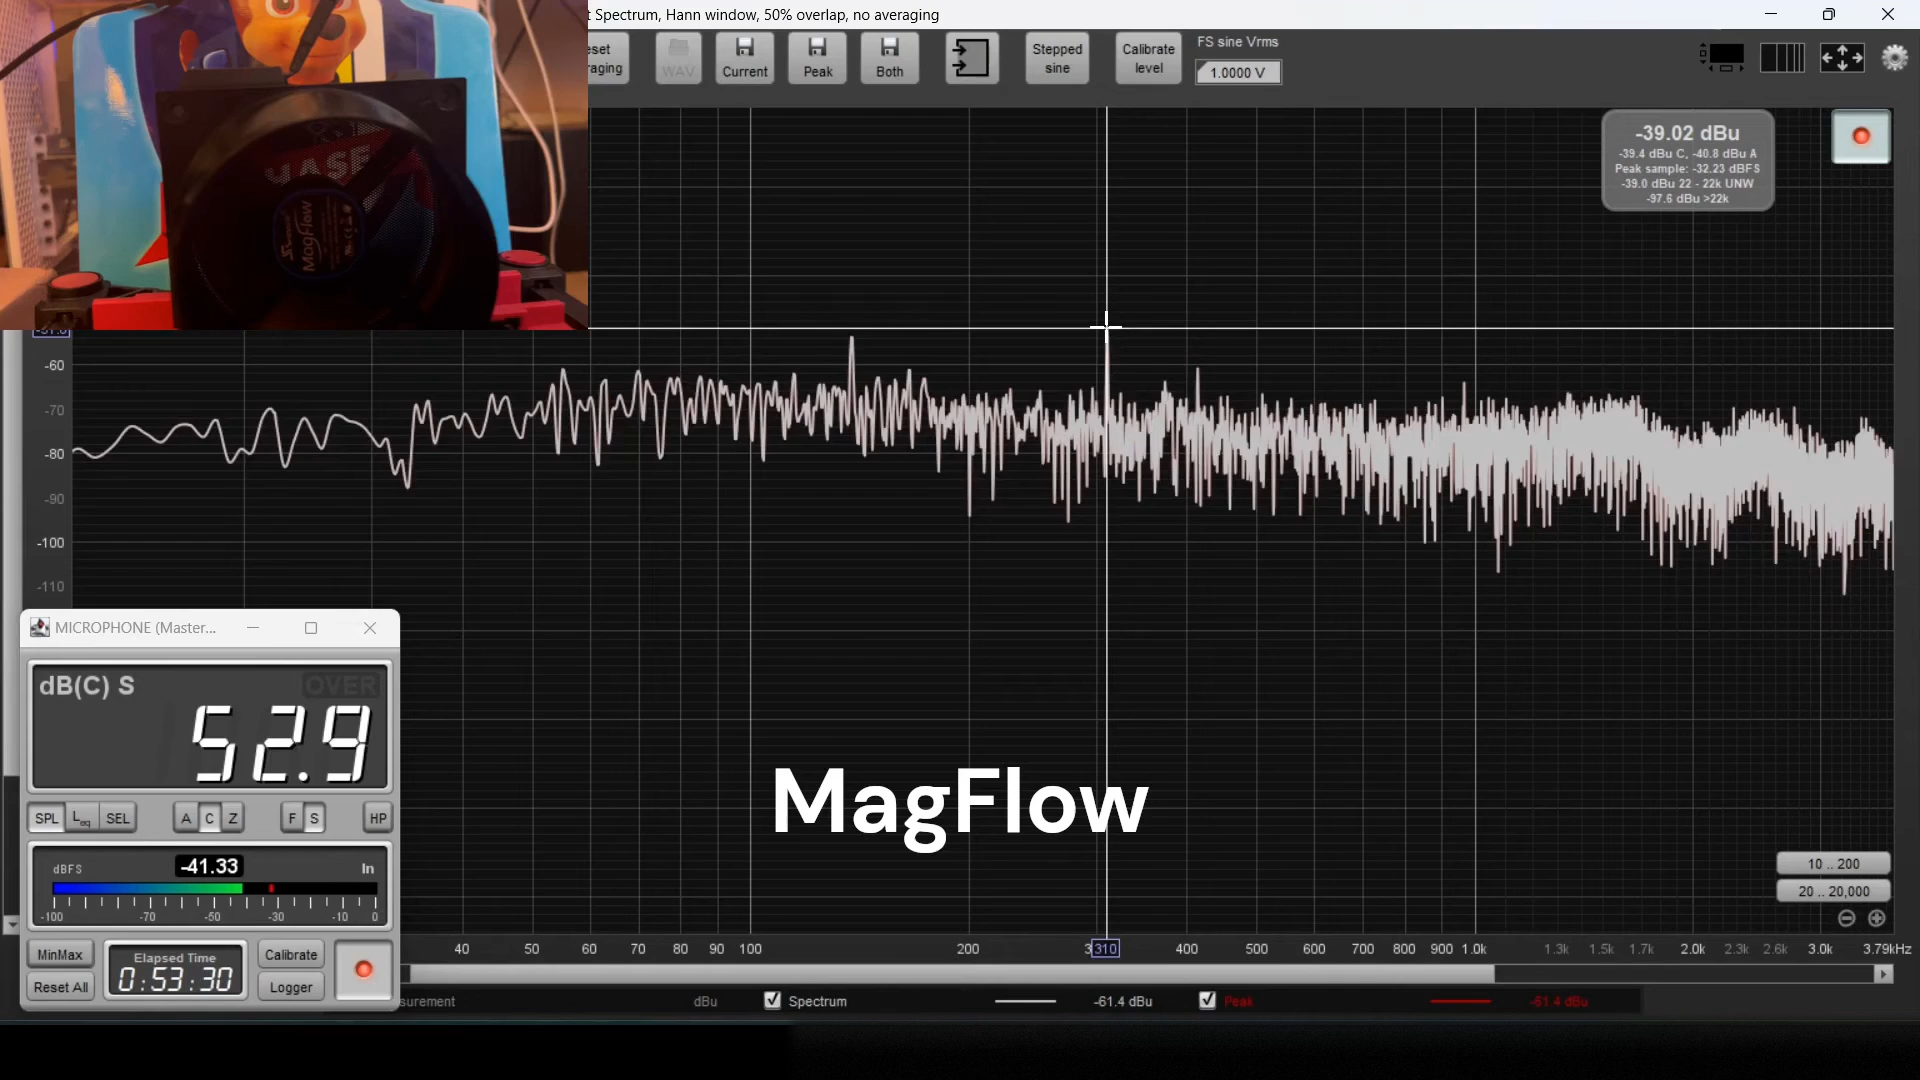 t Spectrum, Hann window, 50% overlap, no averaging
eset
raging
WAV
Current
Peak
Both
Stepped
sine
Calibrate
level
FS sine Vrms
1.0000 V
HASE
MagFlow
-39.02 dBu
-39.4 dBu C, -40.8 dBu A
Peak sample: -32.23 dBFS
-39.0 dBu 22 - 22k UNW
-97.6 dBu >22k
-60
-70
-80
-90
-100
-110
MICROPHONE (Master...
dB(C) S
OVER
52.9
SPL Leq SEL A C Z F S HP
dBFS -41.33 In
-100 -70 -50 -30 -10 0
MinMax
Reset All
Elapsed Time
0:53:30
Calibrate
Logger
MagFlow
10 .. 200
20 .. 20,000
40 50 60 70 80 90 100 200 3 310 400 500 600 700 800 900 1.0k 1.3k 1.5k 1.7k 2.0k 2.3k 2.6k 3.0k 3.79kHz
surement dBu Spectrum -61.4 dBu Peak -61.4 dBu